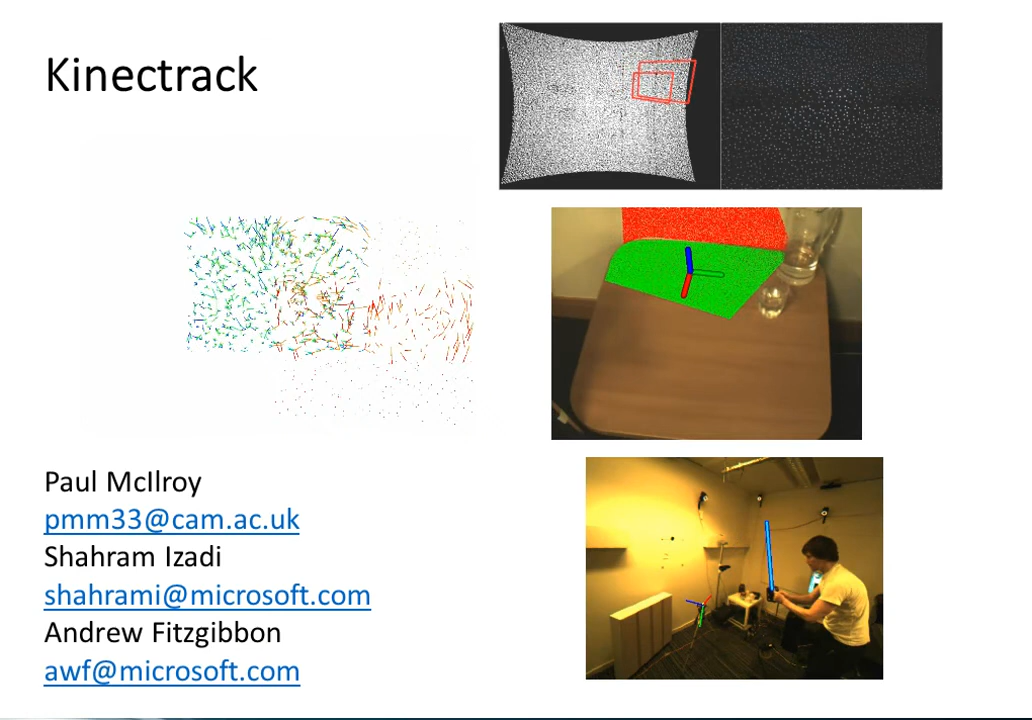 Kinectrack
Paul McIlroy
pmm33@cam.ac.uk
Shahram Izadi
shahrami@microsoft.com
Andrew Fitzgibbon
awf@microsoft.com